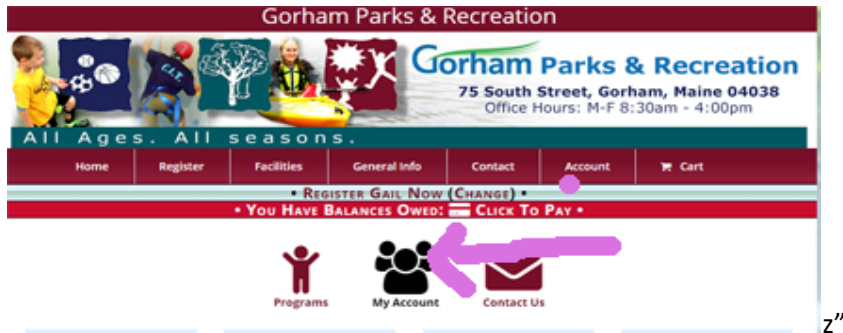 Gorham Parks & Recreation
C.I.T.
Gorham Parks & Recreation
75 South Street, Gorham, Maine 04038
Office Hours: M-F 8:30am - 4:00pm
All Ages. All seasons.
Home Register Facilities General Info Contact Account Cart
• Register Gail Now (Change) •
• You Have Balances Owed: Click To Pay •
Programs My Account Contact Us
z”